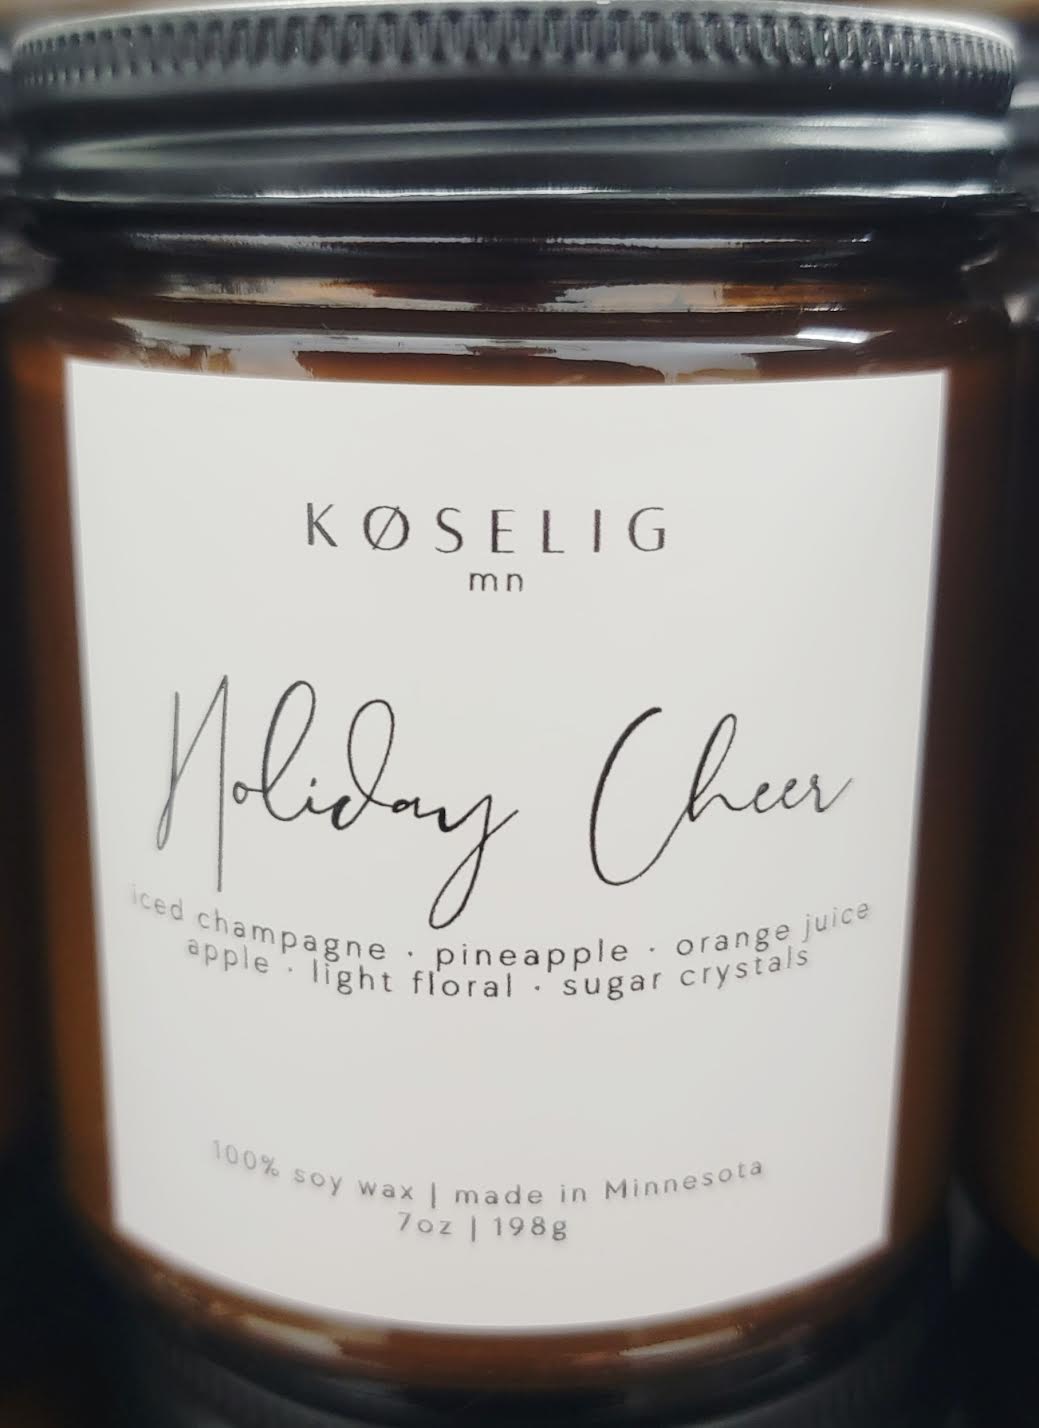 KØSELIG
mn
Holiday Cheer
iced champagne · pineapple · orange juice
apple · light floral · sugar crystals
100% soy wax | made in Minnesota
7oz | 198g